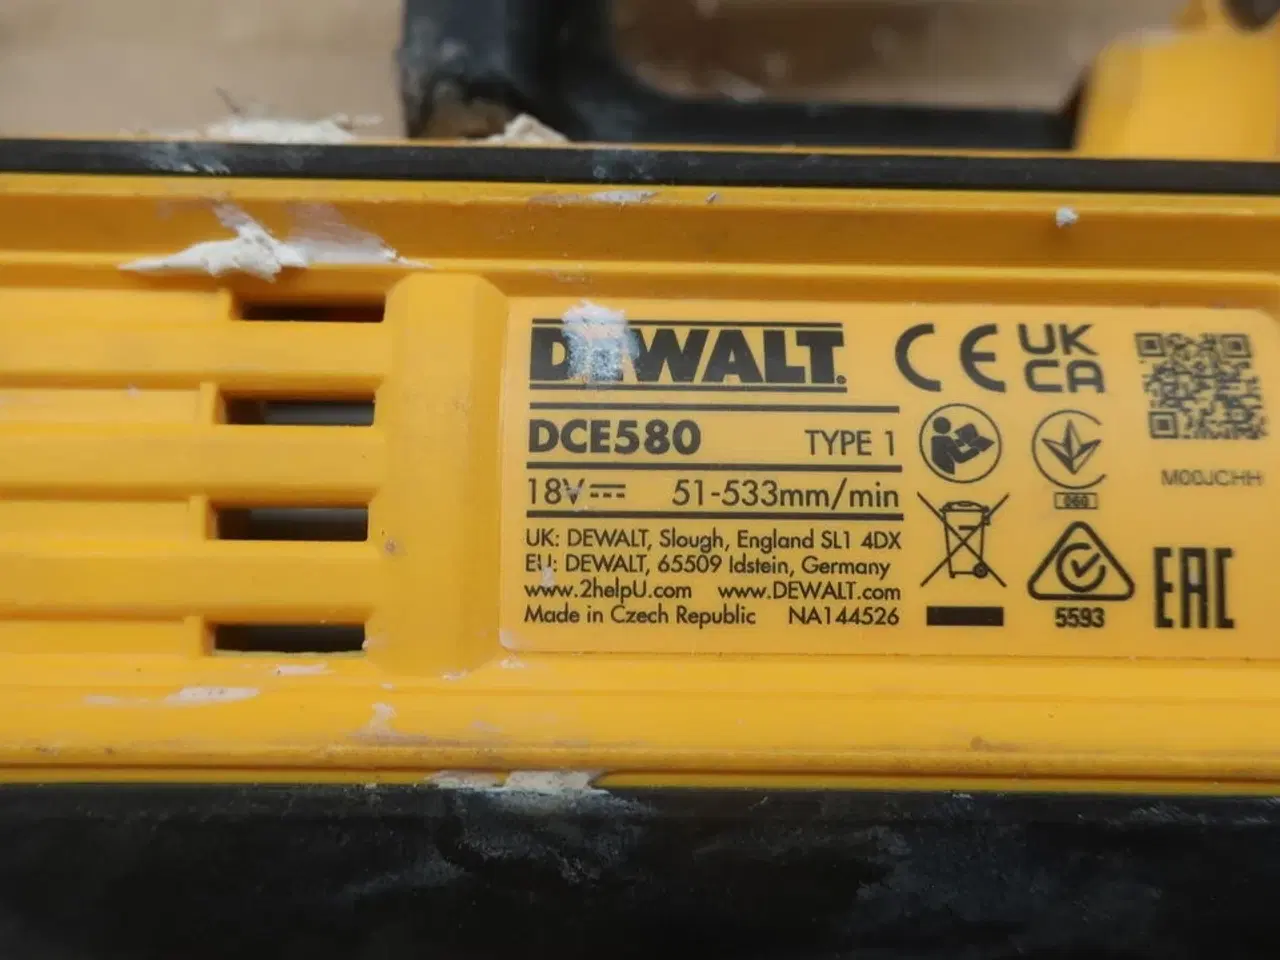 DEWALT.
DCE580 TYPE 1
18V 51-533mm/min
UK: DEWALT, Slough, England SL1 4DX
EU: DEWALT, 65509 Idstein, Germany
www.2helpU.com www.DEWALT.com
Made in Czech Republic NA144526
CE UK CA
M00JCHH
060
5593
EAC